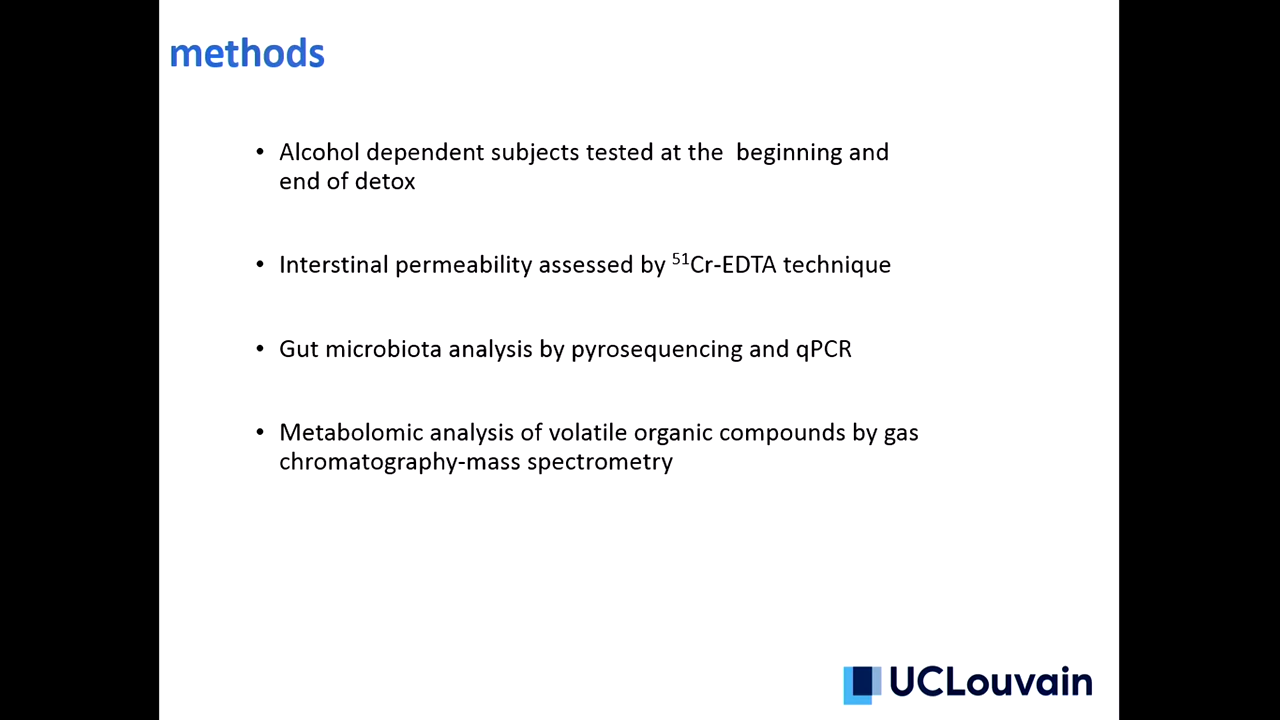 methods
• Alcohol dependent subjects tested at the  beginning and
end of detox
• Interstinal permeability assessed by ⁵¹Cr-EDTA technique
• Gut microbiota analysis by pyrosequencing and qPCR
• Metabolomic analysis of volatile organic compounds by gas
chromatography-mass spectrometry
UCLouvain